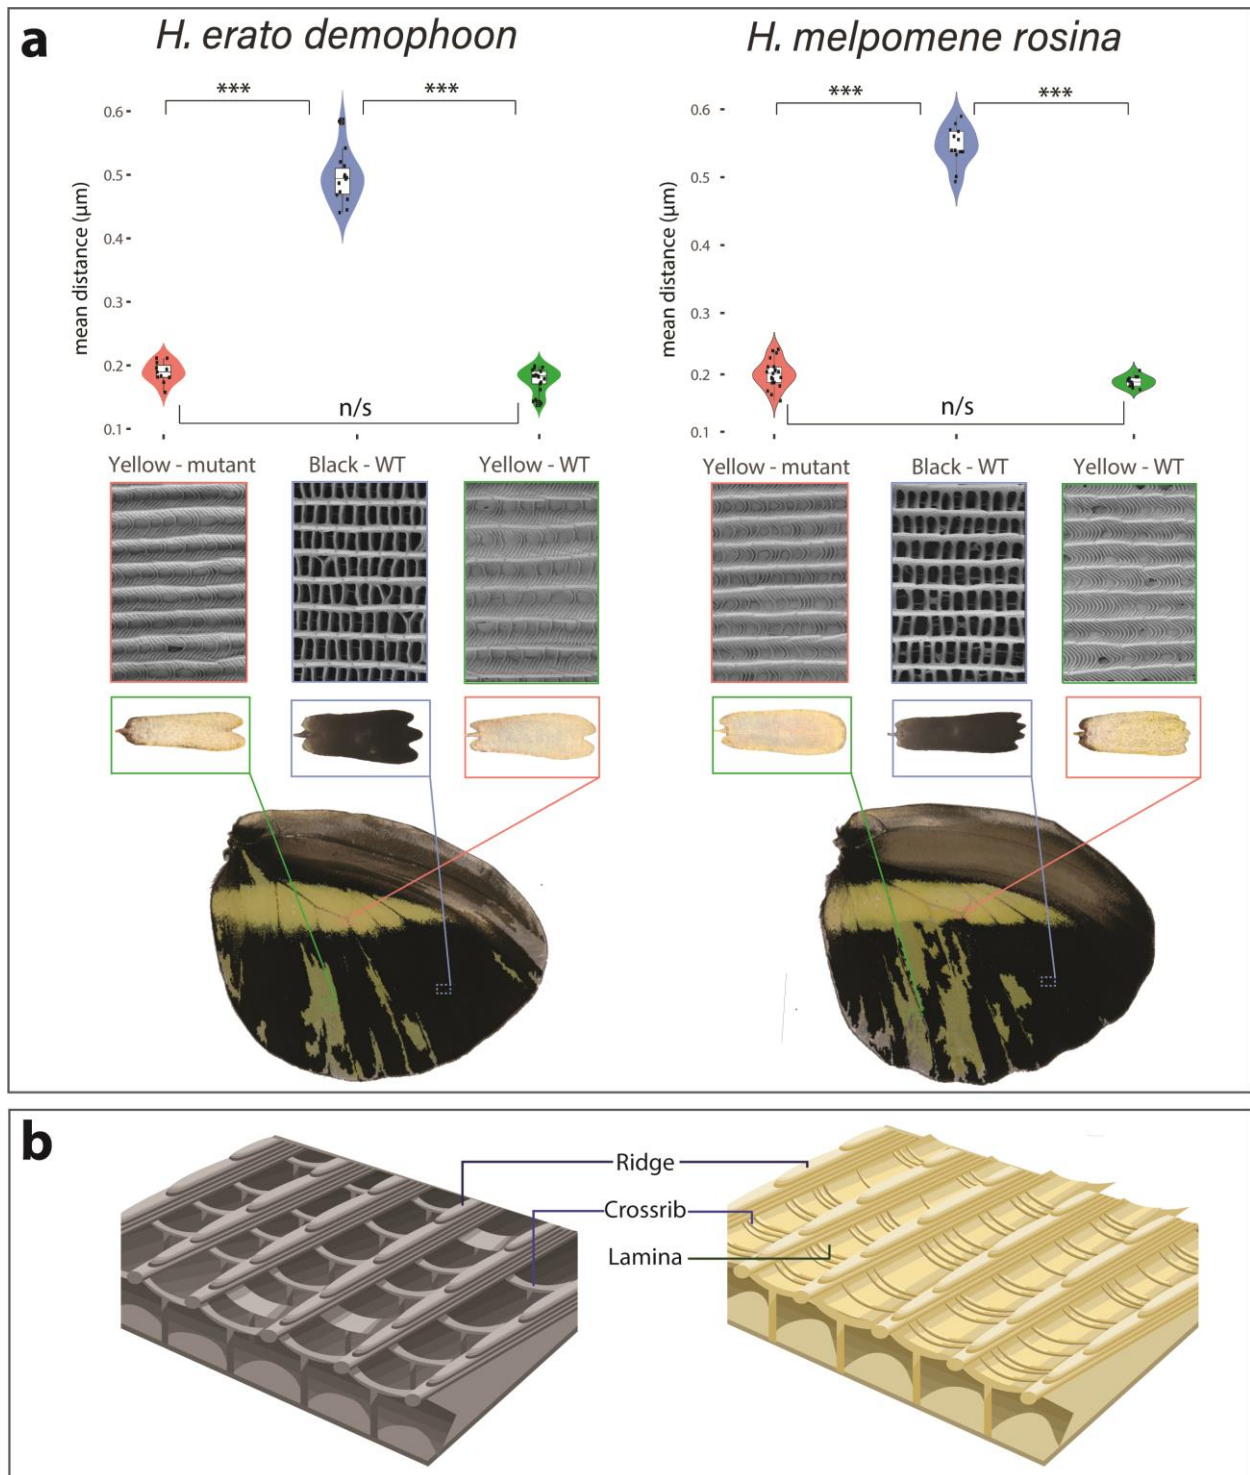 a
H. erato demophoon
H. melpomene rosina
*** ***
*** ***
mean distance (µm)
0.6
0.5
0.4
0.3
0.2
0.1
n/s
mean distance (µm)
0.6
0.5
0.4
0.3
0.2
0.1
n/s
Yellow - mutant Black - WT Yellow - WT
Yellow - mutant Black - WT Yellow - WT
b
Ridge
Crossrib
Lamina